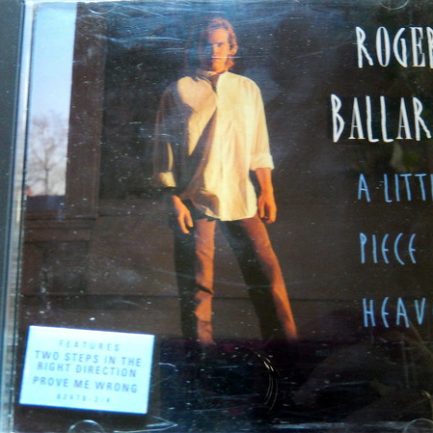 ROGER
BALLAR
A LITT
PIECE
HEAV
FEATURES
TWO STEPS IN THE
RIGHT DIRECTION
PROVE ME WRONG